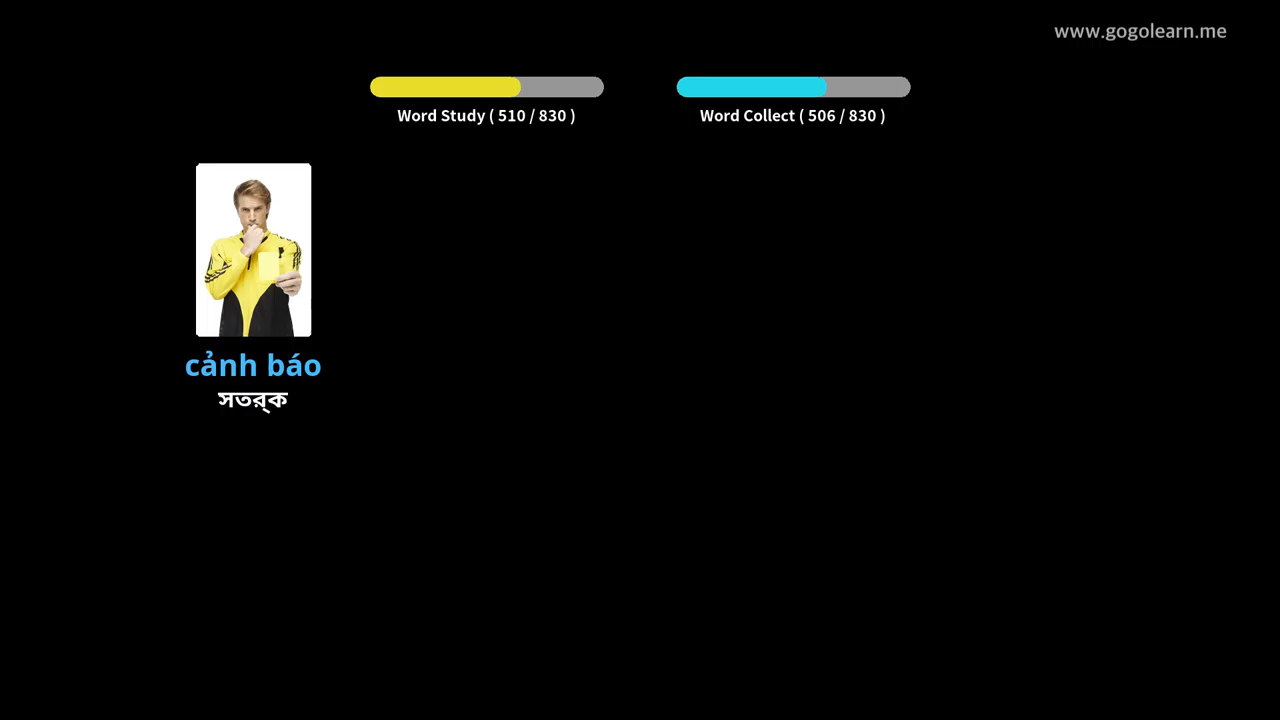 www.gogolearn.me
Word Study ( 510 / 830 )
Word Collect ( 506 / 830 )
cảnh báo
সতর্ক